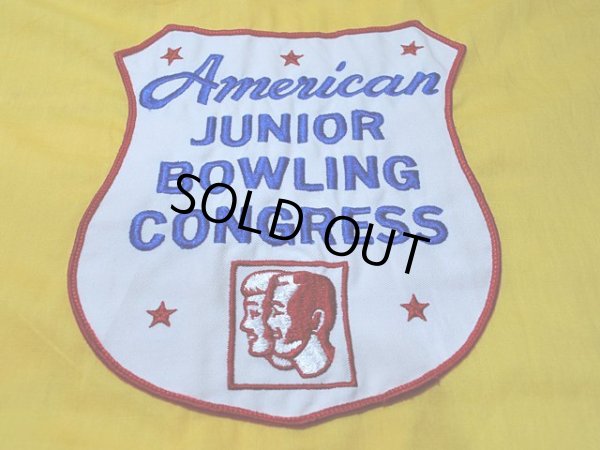 American
JUNIOR
BOWLING
CONGRESS
SOLD OUT